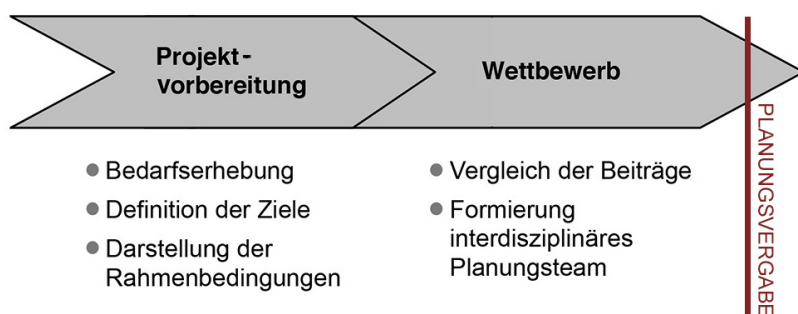 Projekt-
vorbereitung
Wettbewerb
Bedarfserhebung
Definition der Ziele
Darstellung der
Rahmenbedingungen
Vergleich der Beiträge
Formierung
interdisziplinäres
Planungsteam
PLANUNGSVERGABE